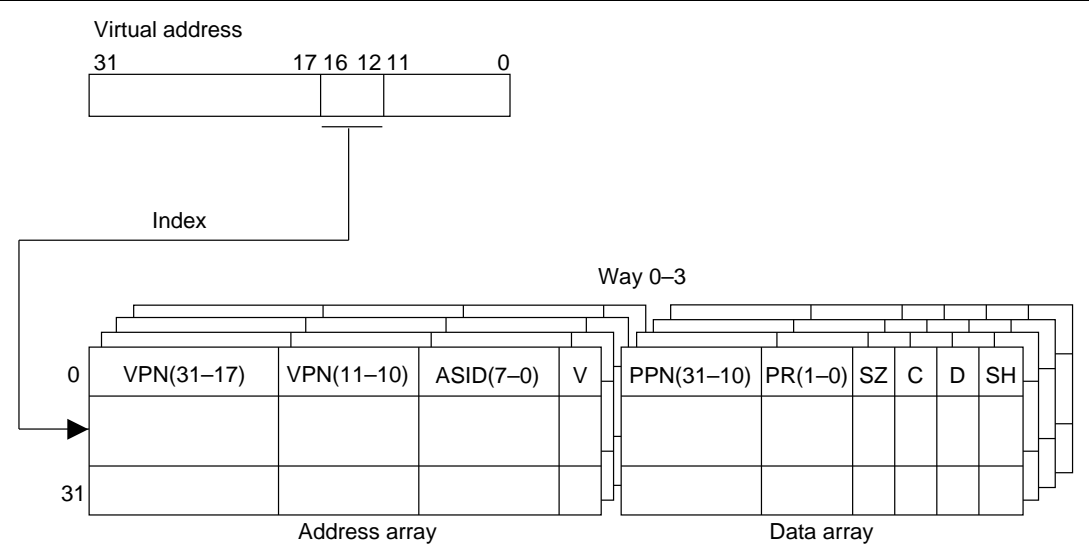 Virtual address
31 17 16 12 11 0
Index
Way 0–3
0 VPN(31–17) VPN(11–10) ASID(7–0) V PPN(31–10) PR(1–0) SZ C D SH
31
Address array Data array